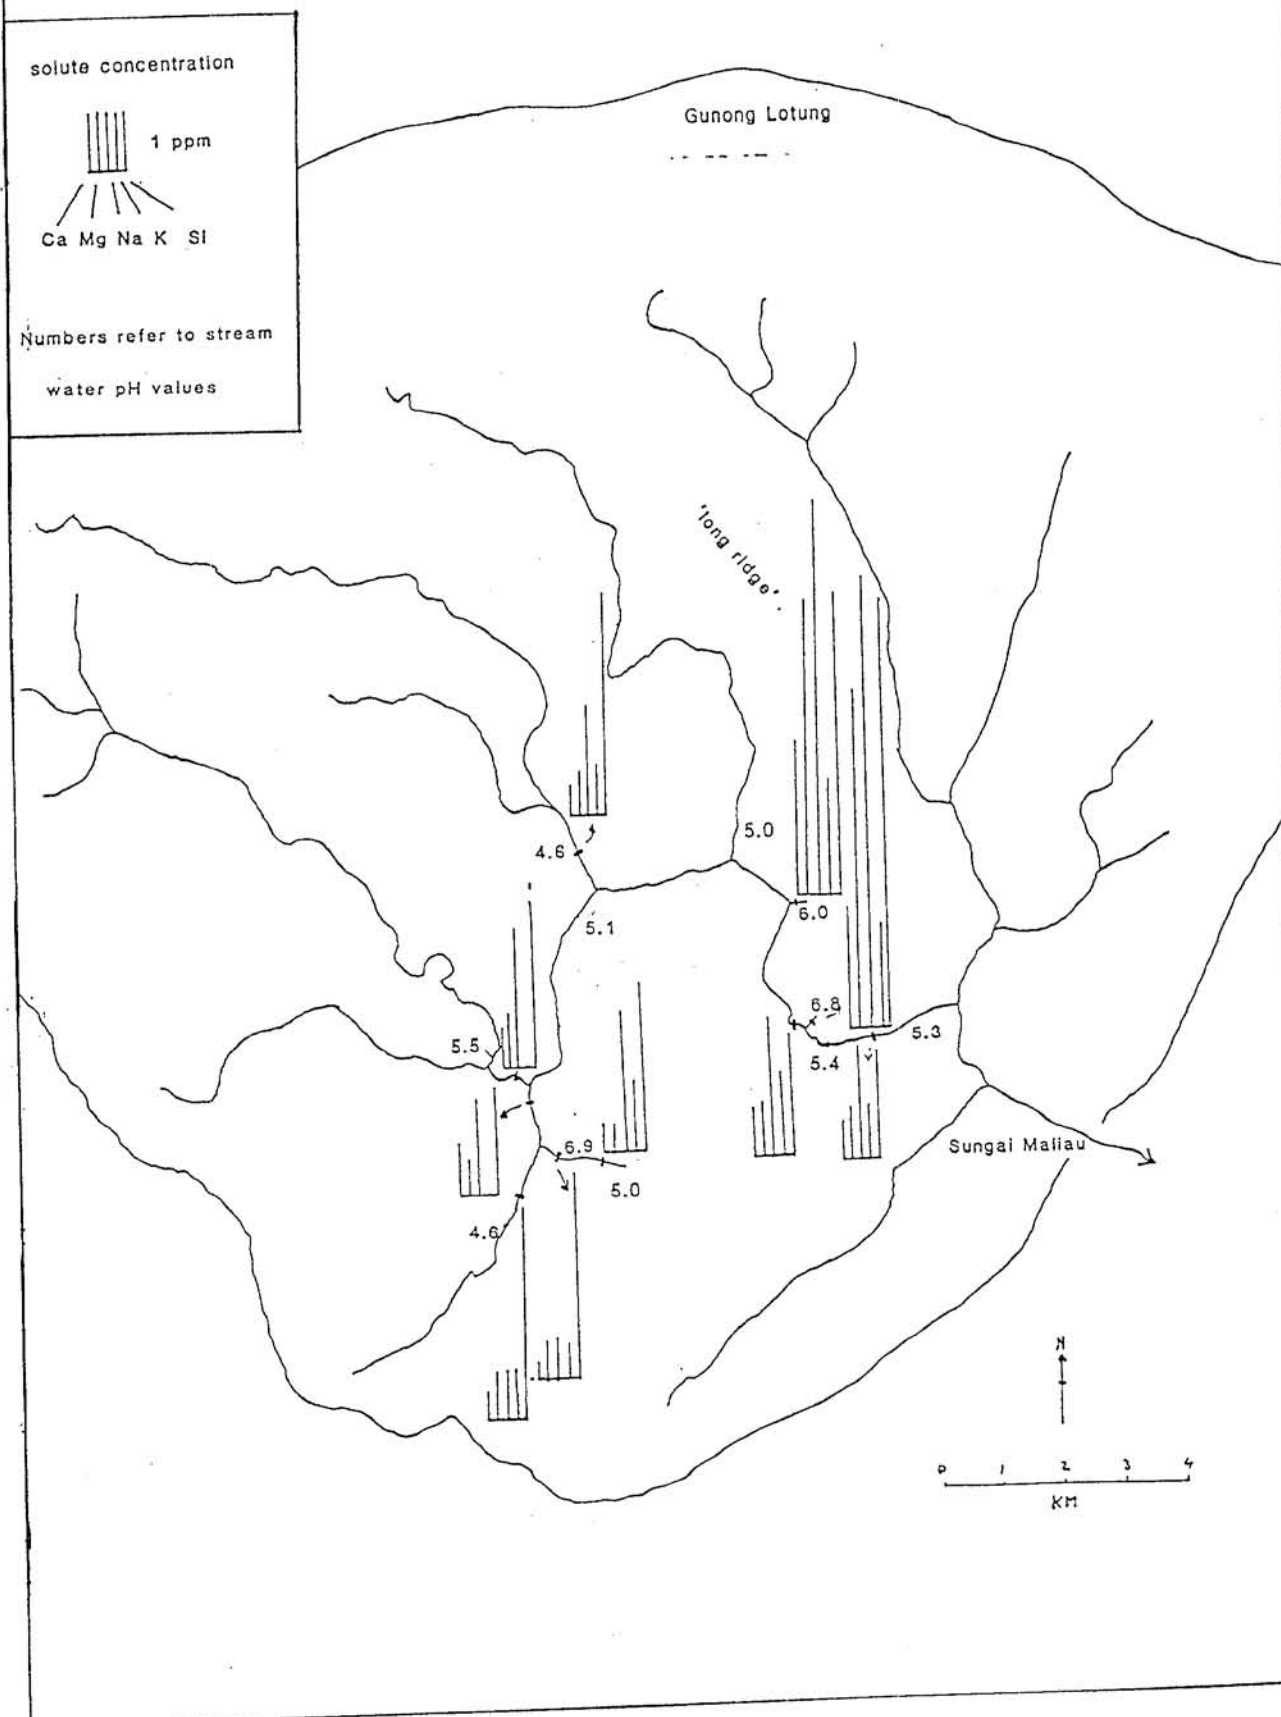 solute concentration
1 ppm
Ca Mg Na K Si
Numbers refer to stream
water pH values
Gunong Lotung
'long ridge'
5.0
4.6
6.0
5.1
6.8
5.3
5.5
5.4
6.9
Sungai Maliau
5.0
4.6
N
0 1 2 3 4
KM